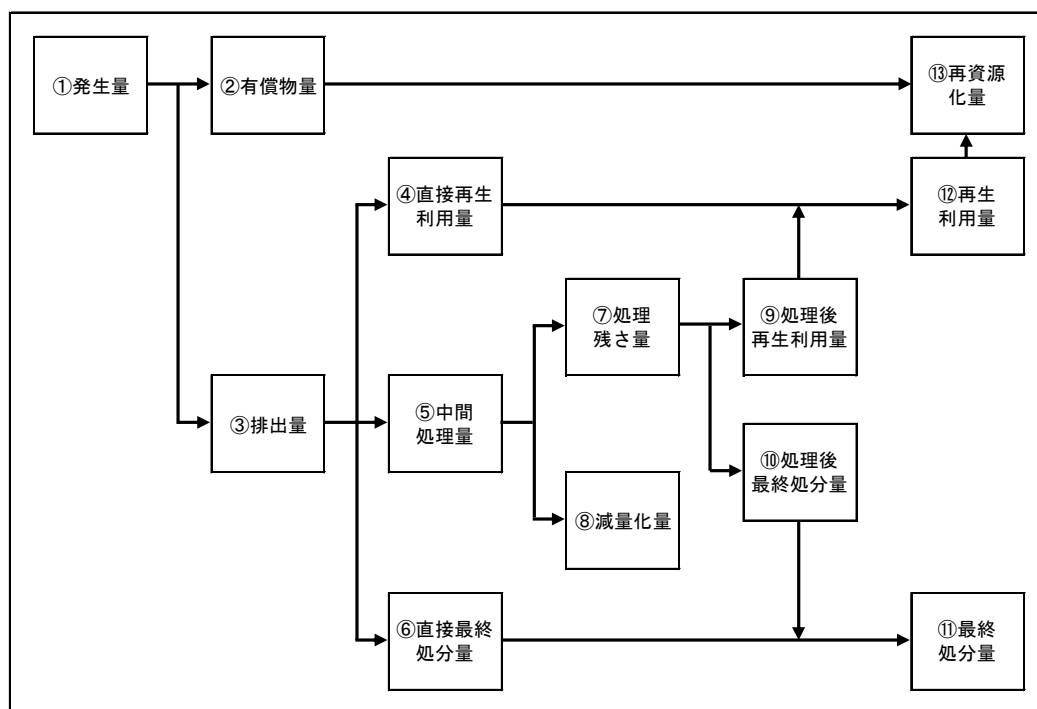 ①発生量
②有償物量
⑬再資源
化量
④直接再生
利用量
⑫再生
利用量
⑦処理
残さ量
⑨処理後
再生利用量
③排出量
⑤中間
処理量
⑩処理後
最終処分量
⑧減量化量
⑥直接最終
処分量
⑪最終
処分量